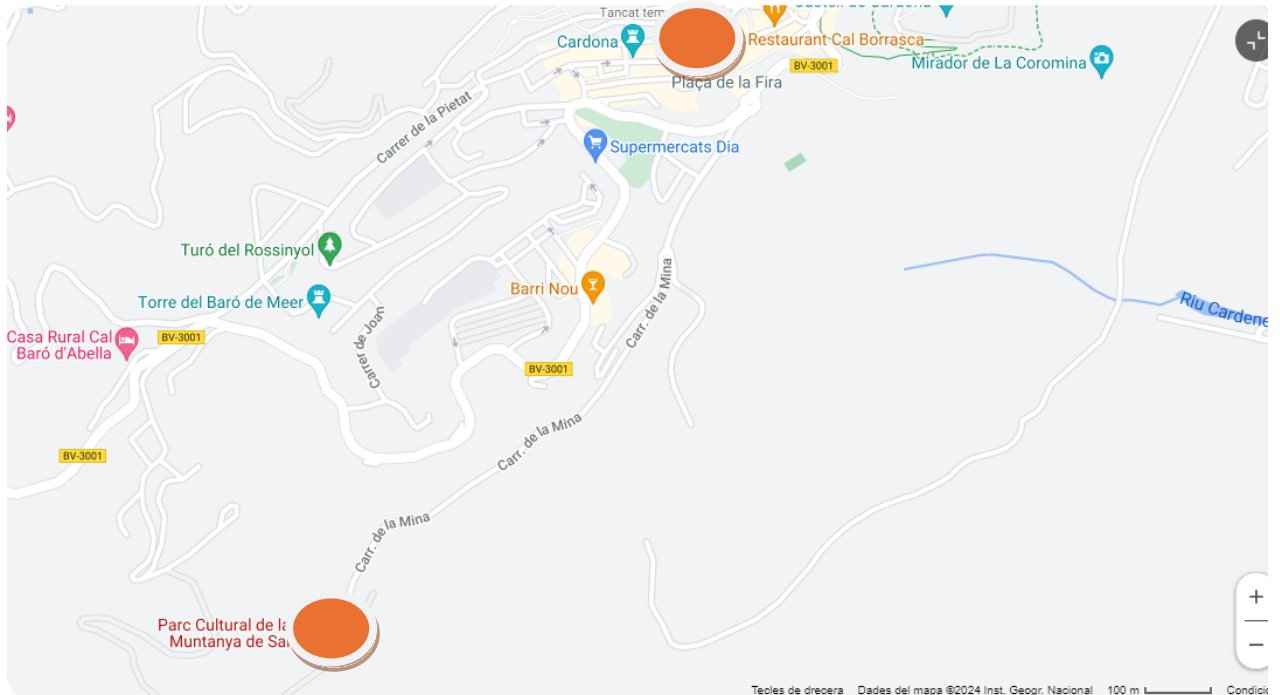 Tancat tem
Cardona
Restaurant Cal Borrasca
BV-3001
Mirador de La Coromina
Plaça de la Fira
Carrer de la Pietat
Supermercats Dia
Turó del Rossinyol
Barri Nou
Carr. de la Mina
Torre del Baró de Meer
Riu Cardene
Casa Rural Cal
Baró d'Abella
BV-3001
Carrer de Joan
BV-3001
Carr. de la Mina
BV-3001
Carr. de la Mina
Parc Cultural de la
Muntanya de Sa
Tecles de drecera Dades del mapa ©2024 Inst. Geogr. Nacional 100 m Condicio